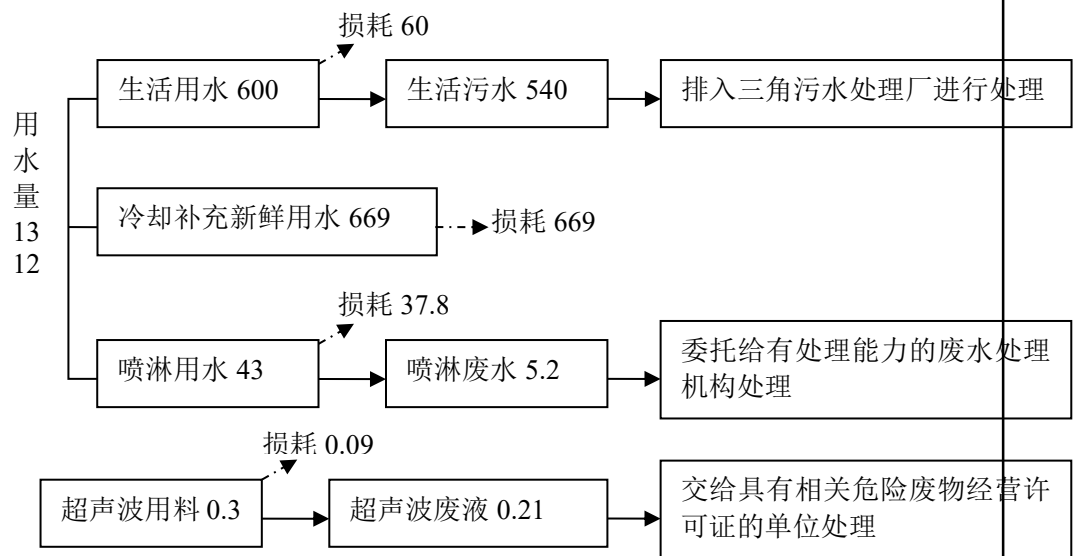 损耗 60
生活用水 600
生活污水 540
排入三角污水处理厂进行处理
用
水
量
13
12
冷却补充新鲜用水 669
损耗 669
损耗 37.8
喷淋用水 43
喷淋废水 5.2
委托给有处理能力的废水处理
机构处理
损耗 0.09
超声波用料 0.3
超声波废液 0.21
交给具有相关危险废物经营许
可证的单位处理